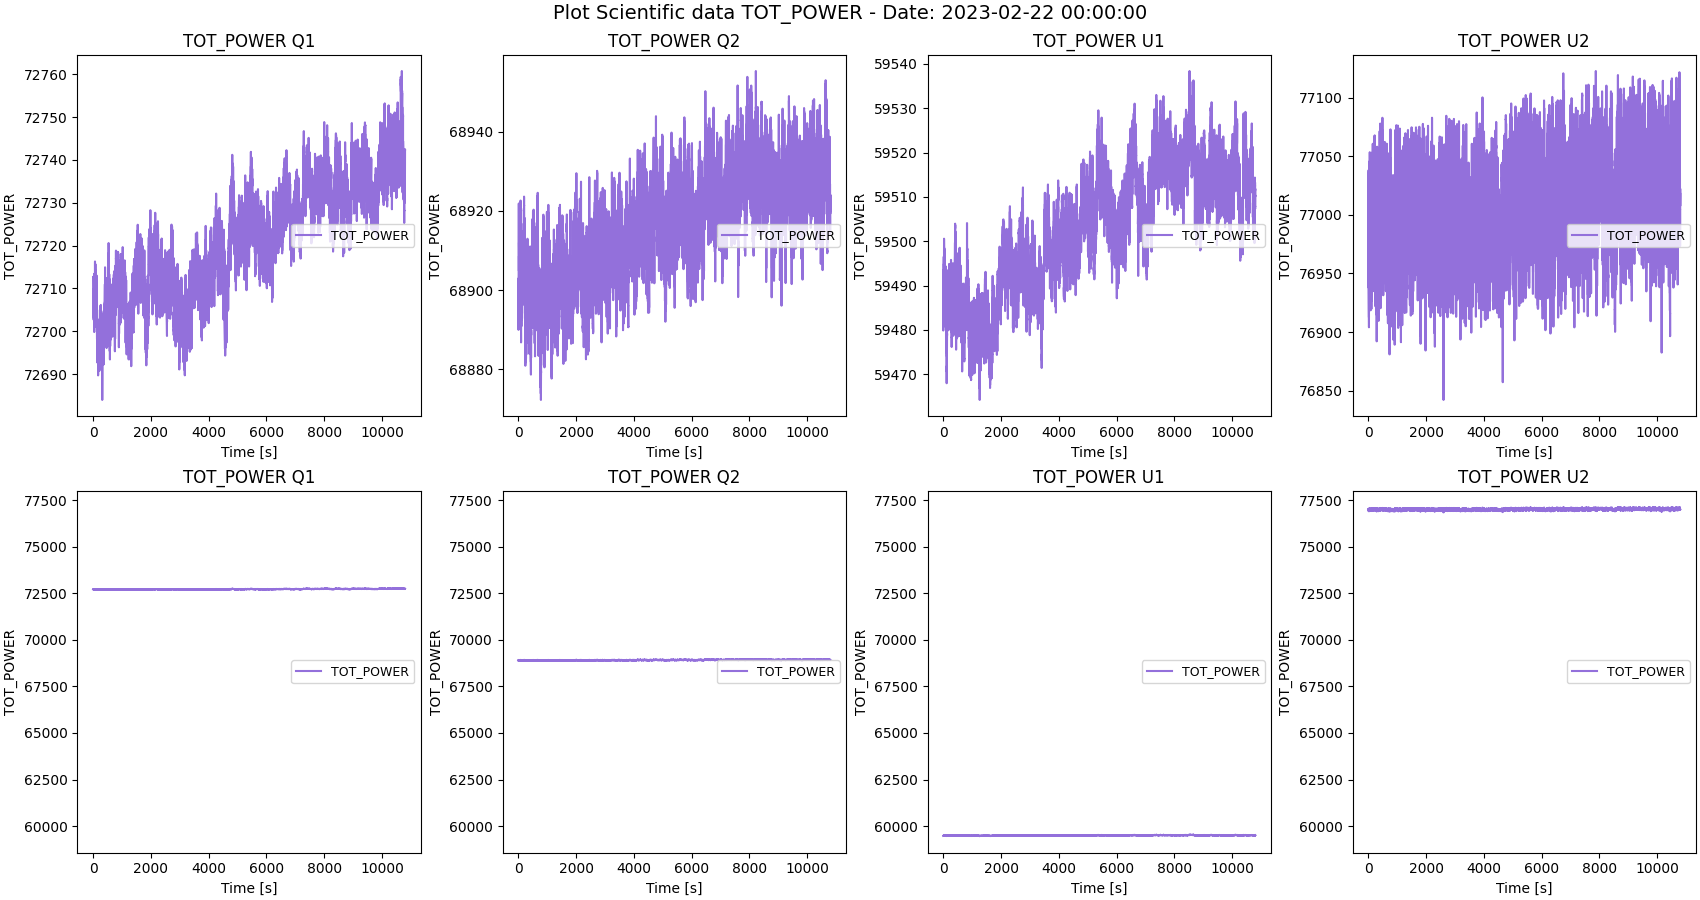 Plot Scientific data TOT_POWER - Date: 2023-02-22 00:00:00
TOT_POWER Q1
TOT_POWER
72760
72750
72740
72730
72720
72710
72700
72690
TOT_POWER
0 2000 4000 6000 8000 10000
Time [s]
TOT_POWER Q2
TOT_POWER
68940
68920
68900
68880
TOT_POWER
0 2000 4000 6000 8000 10000
Time [s]
TOT_POWER U1
TOT_POWER
59540
59530
59520
59510
59500
59490
59480
59470
TOT_POWER
0 2000 4000 6000 8000 10000
Time [s]
TOT_POWER U2
TOT_POWER
77100
77050
77000
76950
76900
76850
TOT_POWER
0 2000 4000 6000 8000 10000
Time [s]
TOT_POWER Q1
TOT_POWER
77500
75000
72500
70000
67500
65000
62500
60000
TOT_POWER
0 2000 4000 6000 8000 10000
Time [s]
TOT_POWER Q2
TOT_POWER
77500
75000
72500
70000
67500
65000
62500
60000
TOT_POWER
0 2000 4000 6000 8000 10000
Time [s]
TOT_POWER U1
TOT_POWER
77500
75000
72500
70000
67500
65000
62500
60000
TOT_POWER
0 2000 4000 6000 8000 10000
Time [s]
TOT_POWER U2
TOT_POWER
77500
75000
72500
70000
67500
65000
62500
60000
TOT_POWER
0 2000 4000 6000 8000 10000
Time [s]